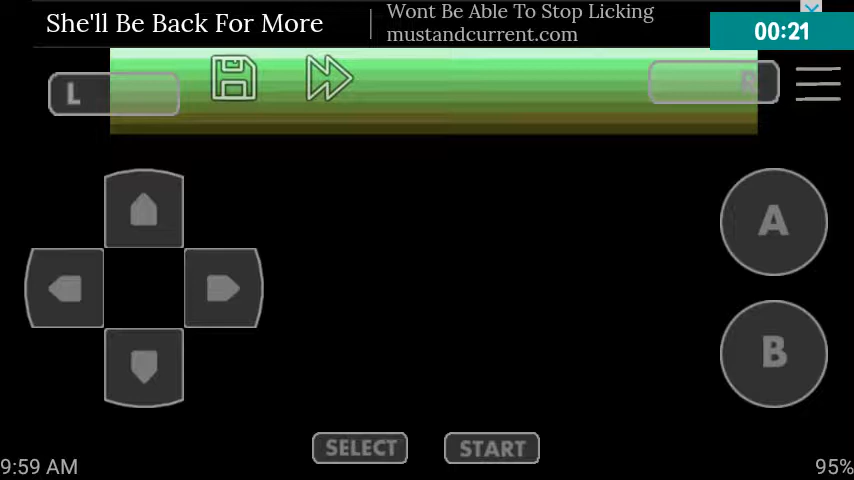 She'll Be Back For More
Wont Be Able To Stop Licking
mustandcurrent.com
00:21
L
R
A
B
SELECT
START
9:59 AM
95%